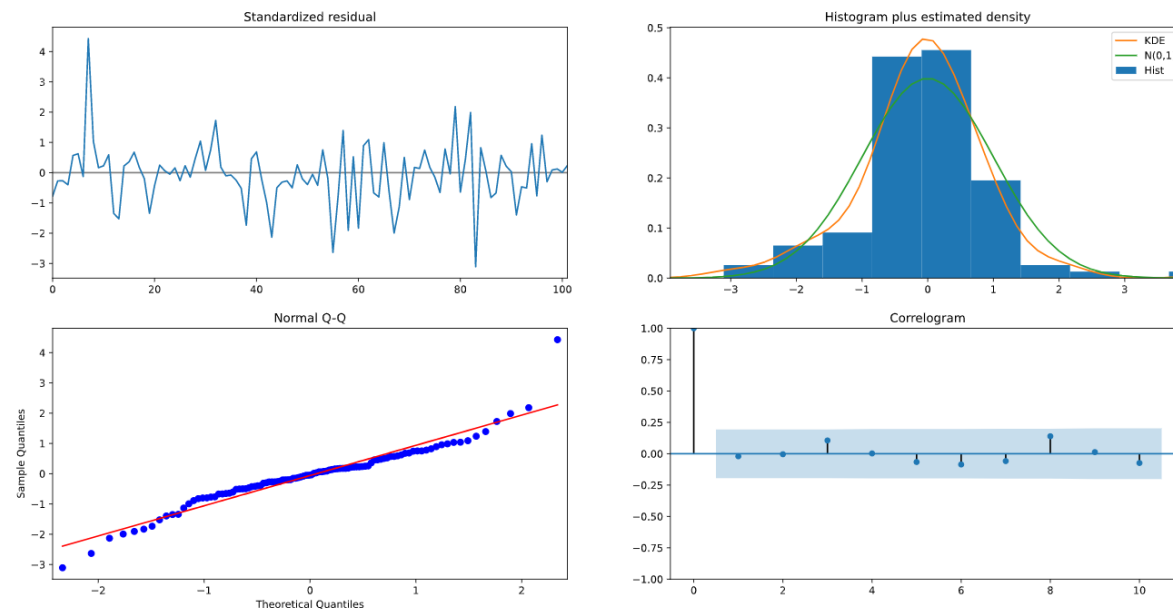 Standardized residual
4
3
2
1
0
−1
−2
−3
0 20 40 60 80 100
Histogram plus estimated density
0.5
0.4
0.3
0.2
0.1
0.0
−3 −2 −1 0 1 2 3
KDE
N(0,1
Hist
Normal Q-Q
Sample Quantiles
4
3
2
1
0
−1
−2
−3
−2 −1 0 1 2
Theoretical Quantiles
Correlogram
1.00
0.75
0.50
0.25
0.00
−0.25
−0.50
−0.75
−1.00
0 2 4 6 8 10